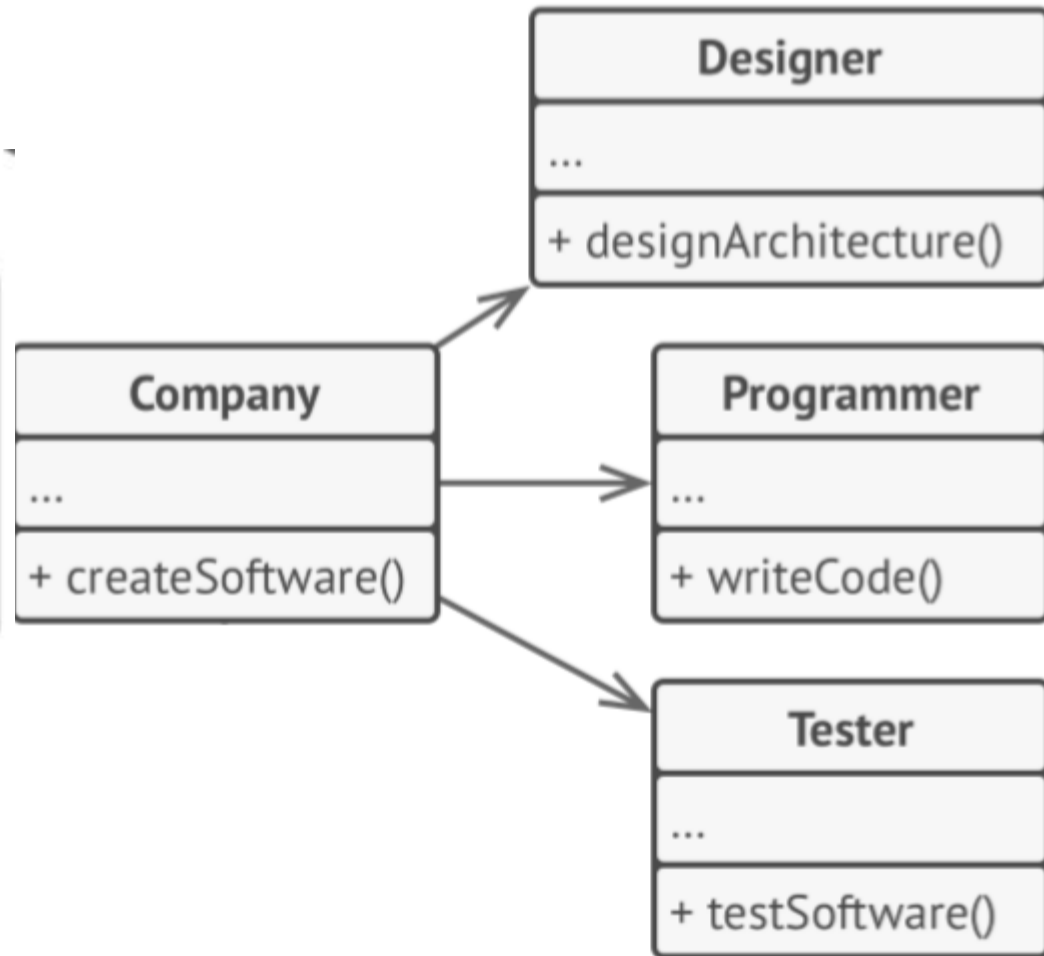 Designer
...
+ designArchitecture()
Company
...
+ createSoftware()
Programmer
...
+ writeCode()
Tester
...
+ testSoftware()